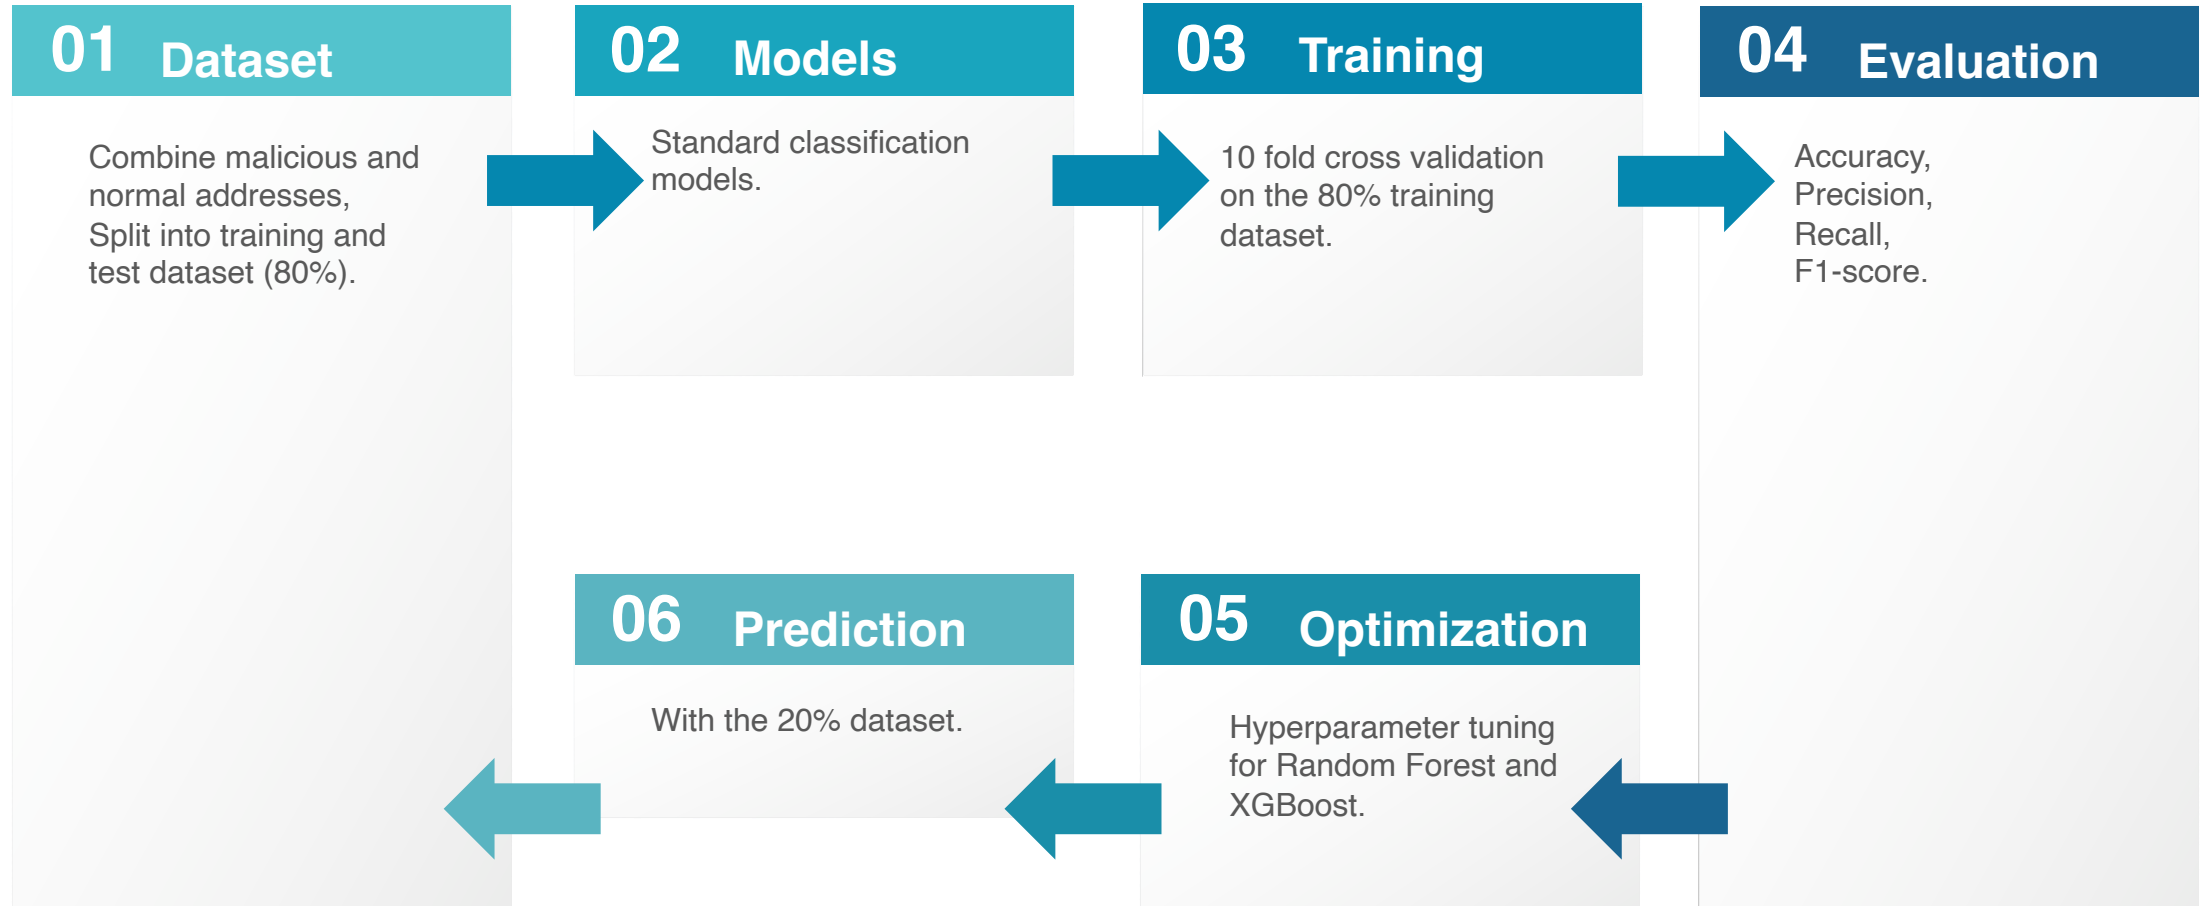 01 Dataset
Combine malicious and
normal addresses,
Split into training and
test dataset (80%).
02 Models
Standard classification
models.
03 Training
10 fold cross validation
on the 80% training
dataset.
04 Evaluation
Accuracy,
Precision,
Recall,
F1-score.
05 Optimization
Hyperparameter tuning
for Random Forest and
XGBoost.
06 Prediction
With the 20% dataset.